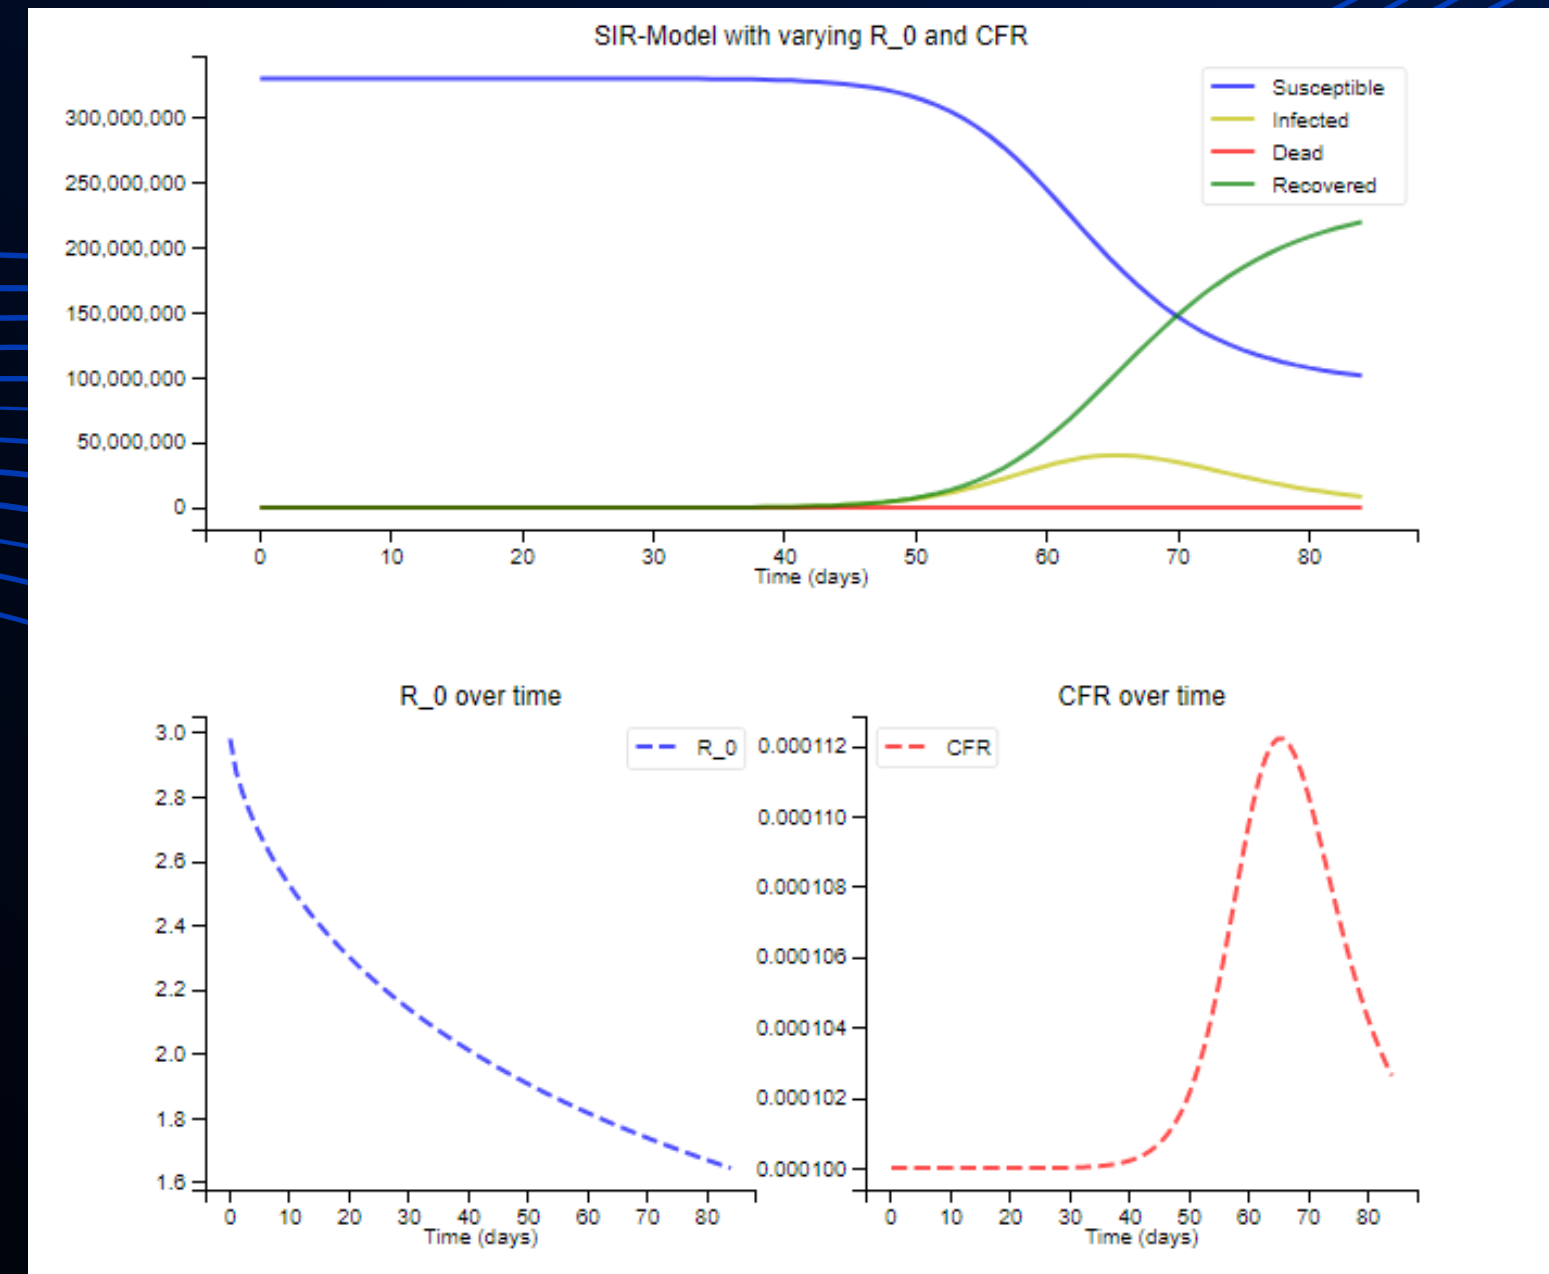 SIR-Model with varying R_0 and CFR
Susceptible
Infected
Dead
Recovered
300,000,000
250,000,000
200,000,000
150,000,000
100,000,000
50,000,000
0
0 10 20 30 40 50 60 70 80
Time (days)
R_0 over time
R_0
3.0
2.8
2.6
2.4
2.2
2.0
1.8
1.6
0 10 20 30 40 50 60 70 80
Time (days)
CFR over time
CFR
0.000112
0.000110
0.000108
0.000106
0.000104
0.000102
0.000100
0 10 20 30 40 50 60 70 80
Time (days)